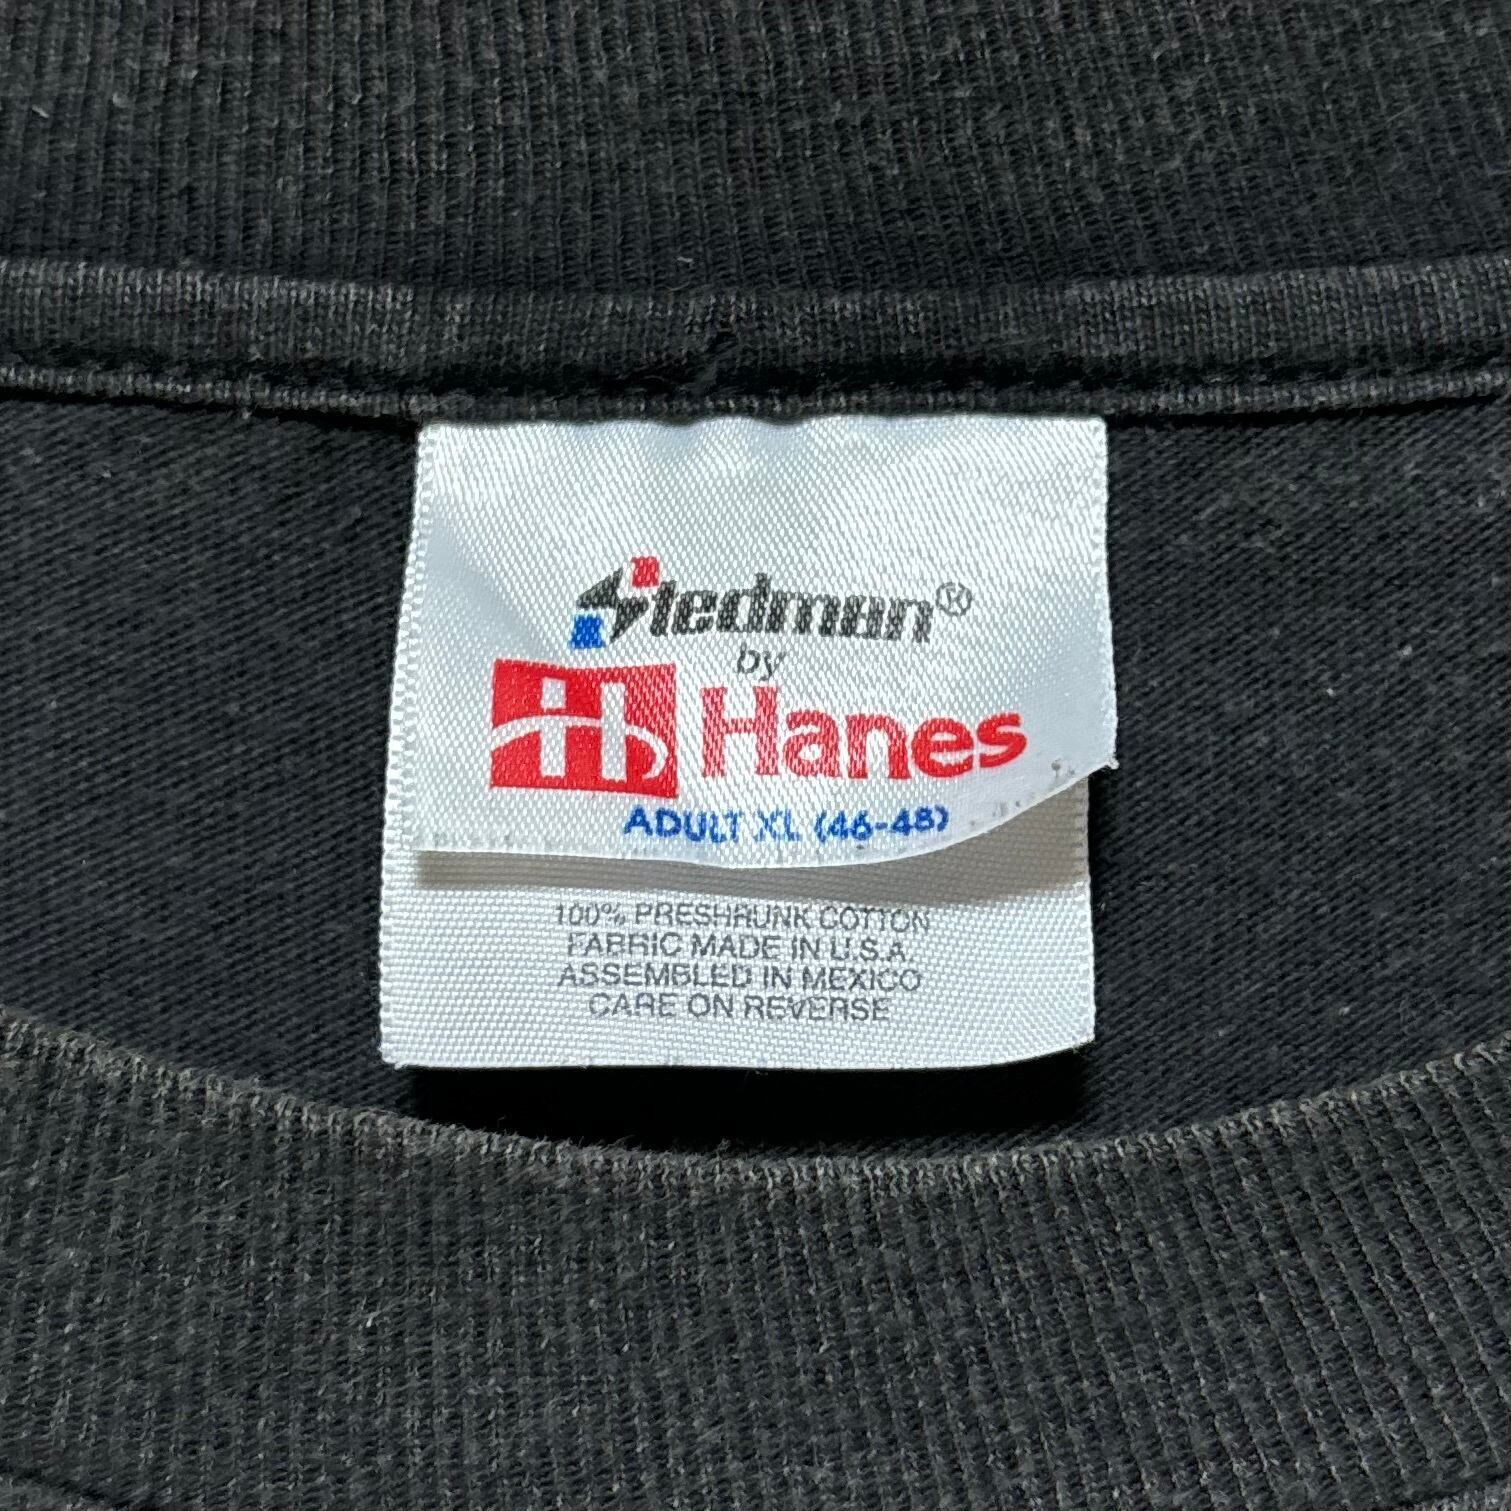 Stedman®
by
Hanes
ADULT XL (46-48)
100% PRESHRUNK COTTON
FABRIC MADE IN U.S.A.
ASSEMBLED IN MEXICO
CARE ON REVERSE